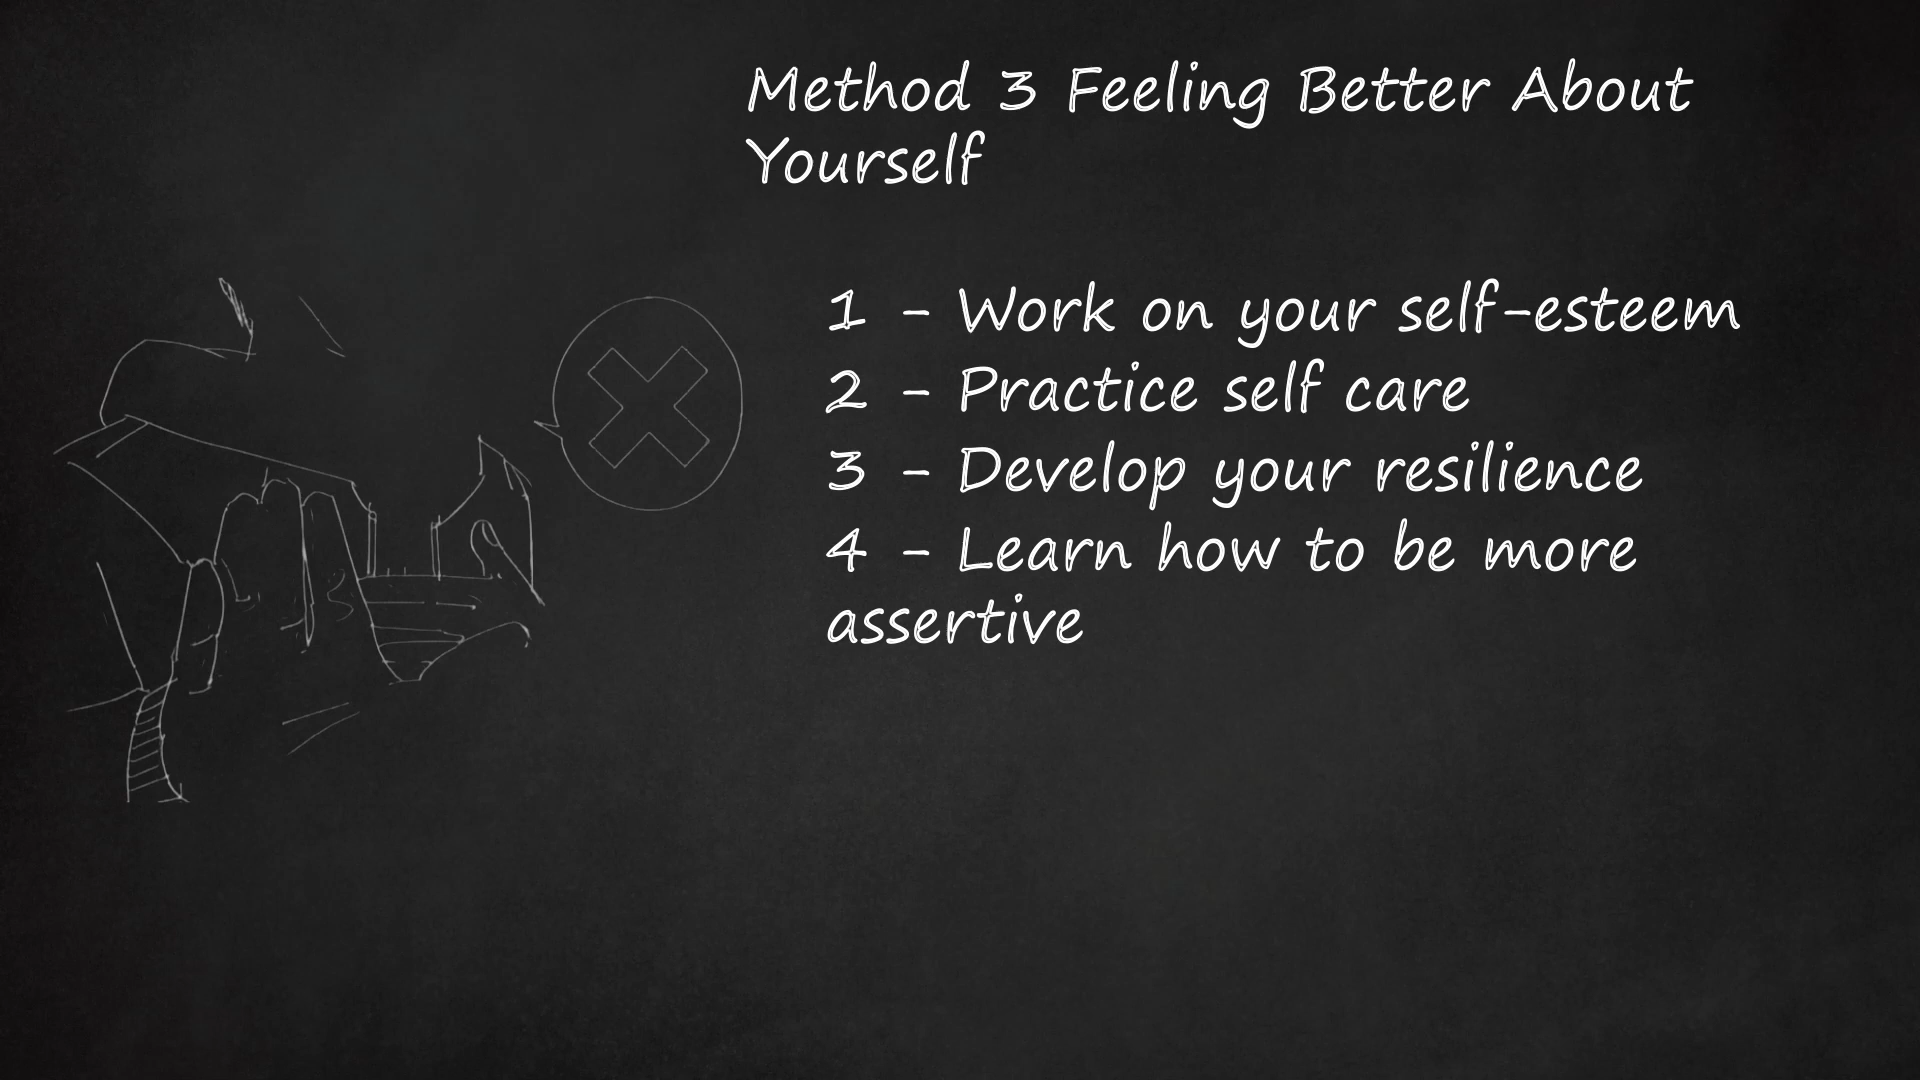 Method 3 Feeling Better About
Yourself
1 - Work on your self-esteem
2 - Practice self care
3 - Develop your resilience
4 - Learn how to be more
assertive